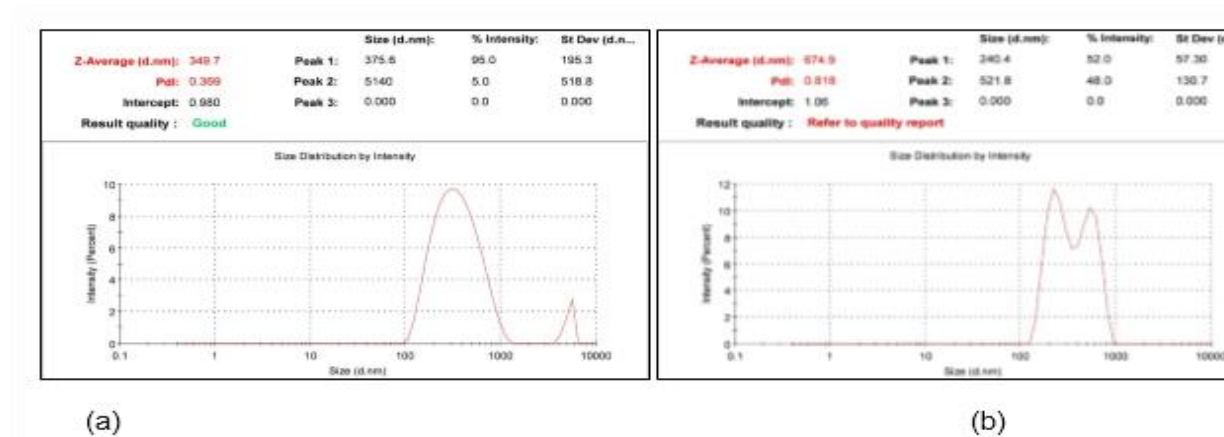 Size (d.nm): % Intensity: St Dev (d.n...
Z-Average (d.nm): 349.7 Peak 1: 375.6 95.0 195.3
PdI: 0.369 Peak 2: 5140 5.0 518.8
Intercept: 0.980 Peak 3: 0.000 0.0 0.000
Result quality : Good
Size Distribution by Intensity
Intensity (Percent)
10
8
6
4
2
0
0.1 1 10 100 1000 10000
Size (d.nm)
(a)
Size (d.nm): % Intensity: St Dev (d
Z-Average (d.nm): 674.9 Peak 1: 240.4 52.0 57.30
PdI: 0.818 Peak 2: 521.8 48.0 130.7
Intercept: 1.06 Peak 3: 0.000 0.0 0.000
Result quality : Refer to quality report
Size Distribution by Intensity
Intensity (Percent)
12
10
8
6
4
2
0
0.1 1 10 100 1000 10000
Size (d.nm)
(b)